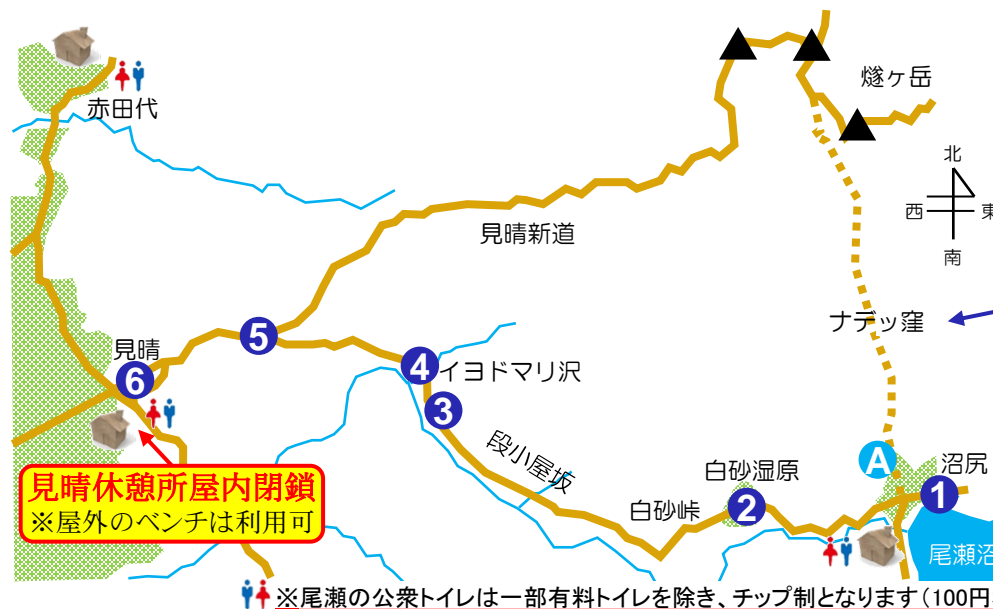 燧ヶ岳
赤田代
北
西 東
南
見晴新道
ナデッ窪
5
見晴
6
4
イヨドマリ沢
3
段小屋坂
A
沼尻
1
白砂湿原
2
白砂峠
見晴休憩所屋内閉鎖
※屋外のベンチは利用可
尾瀬沼
※尾瀬の公衆トイレは一部有料トイレを除き、チップ制となります(100円